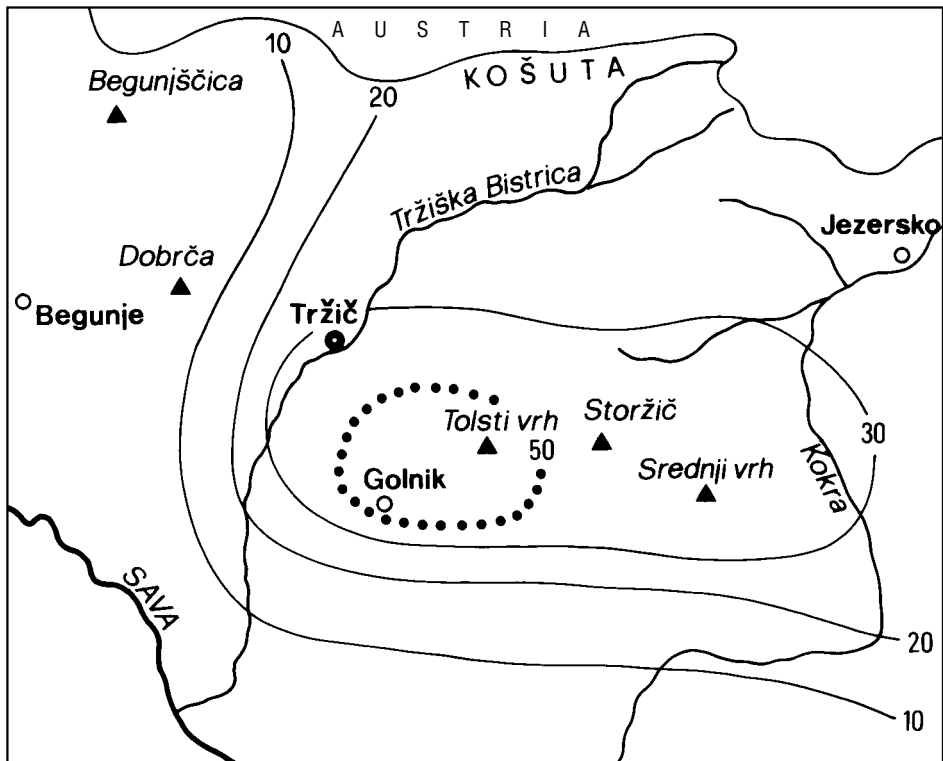 A U S T R I A
10
KOŠUTA
Begunjščica
20
Tržiška Bistrica
Jezersko
Dobrča
Begunje
Tržič
Tolsti vrh
Storžič
30
50
Srednji vrh
Golnik
Kokra
SAVA
20
10